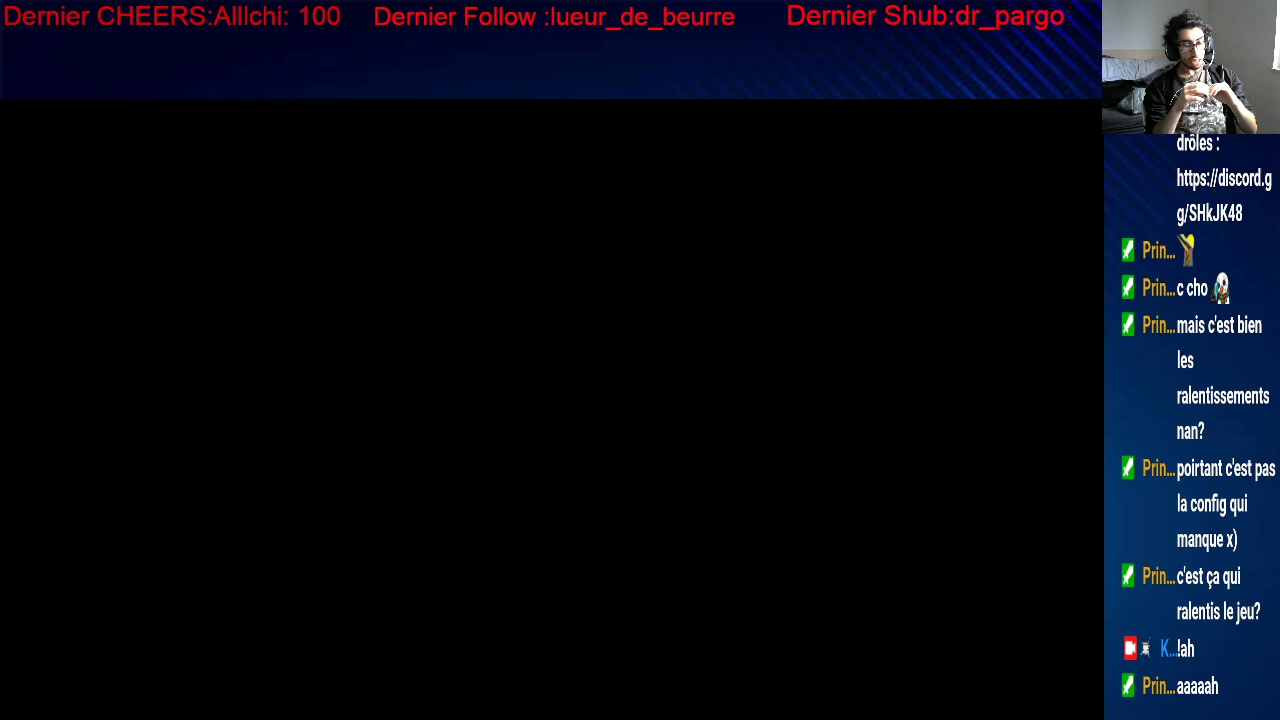 Dernier CHEERS:Alllchi: 100
Dernier Follow :lueur_de_beurre
Dernier Shub:dr_pargo
drôles :
https://discord.g
g/SHkJK48
Prin...
Prin... c cho
Prin... mais c'est bien
les
ralentissements
nan?
Prin... poirtant c'est pas
la config qui
manque x)
Prin... c'est ça qui
ralentis le jeu?
K... !ah
Prin... aaaaah